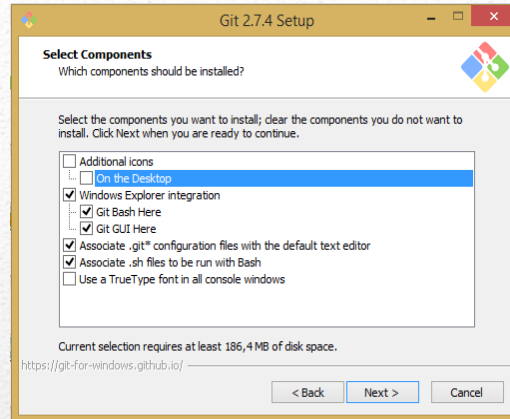 Git 2.7.4 Setup
Select Components
Which components should be installed?
Select the components you want to install; clear the components you do not want to
install. Click Next when you are ready to continue.
Additional icons
On the Desktop
Windows Explorer integration
Git Bash Here
Git GUI Here
Associate .git* configuration files with the default text editor
Associate .sh files to be run with Bash
Use a TrueType font in all console windows
Current selection requires at least 186,4 MB of disk space.
https://git-for-windows.github.io/
< Back Next > Cancel